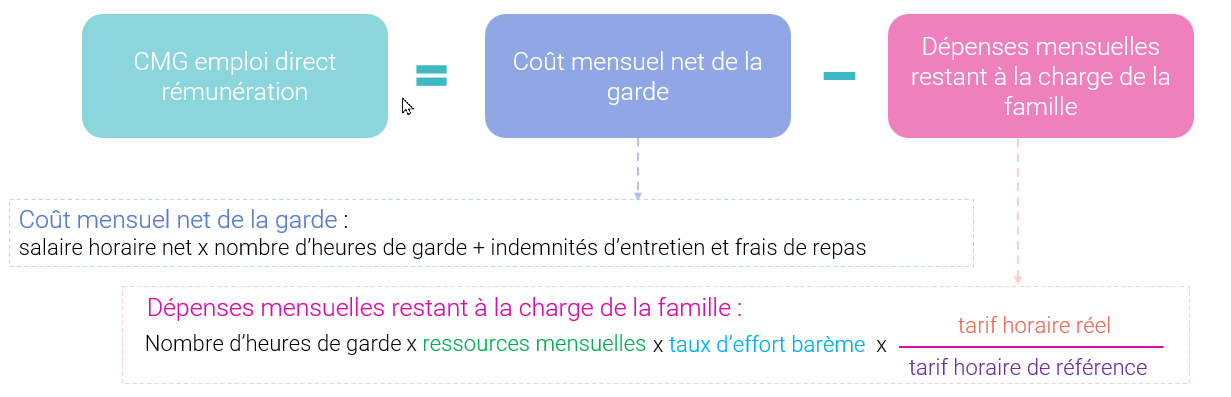 CMG emploi direct
rémunération
=
Coût mensuel net de la
garde
–
Dépenses mensuelles
restant à la charge de la
famille
Coût mensuel net de la garde :
salaire horaire net x nombre d’heures de garde + indemnités d’entretien et frais de repas
Dépenses mensuelles restant à la charge de la famille :
Nombre d’heures de garde x ressources mensuelles x taux d’effort barème x
tarif horaire réel
tarif horaire de référence